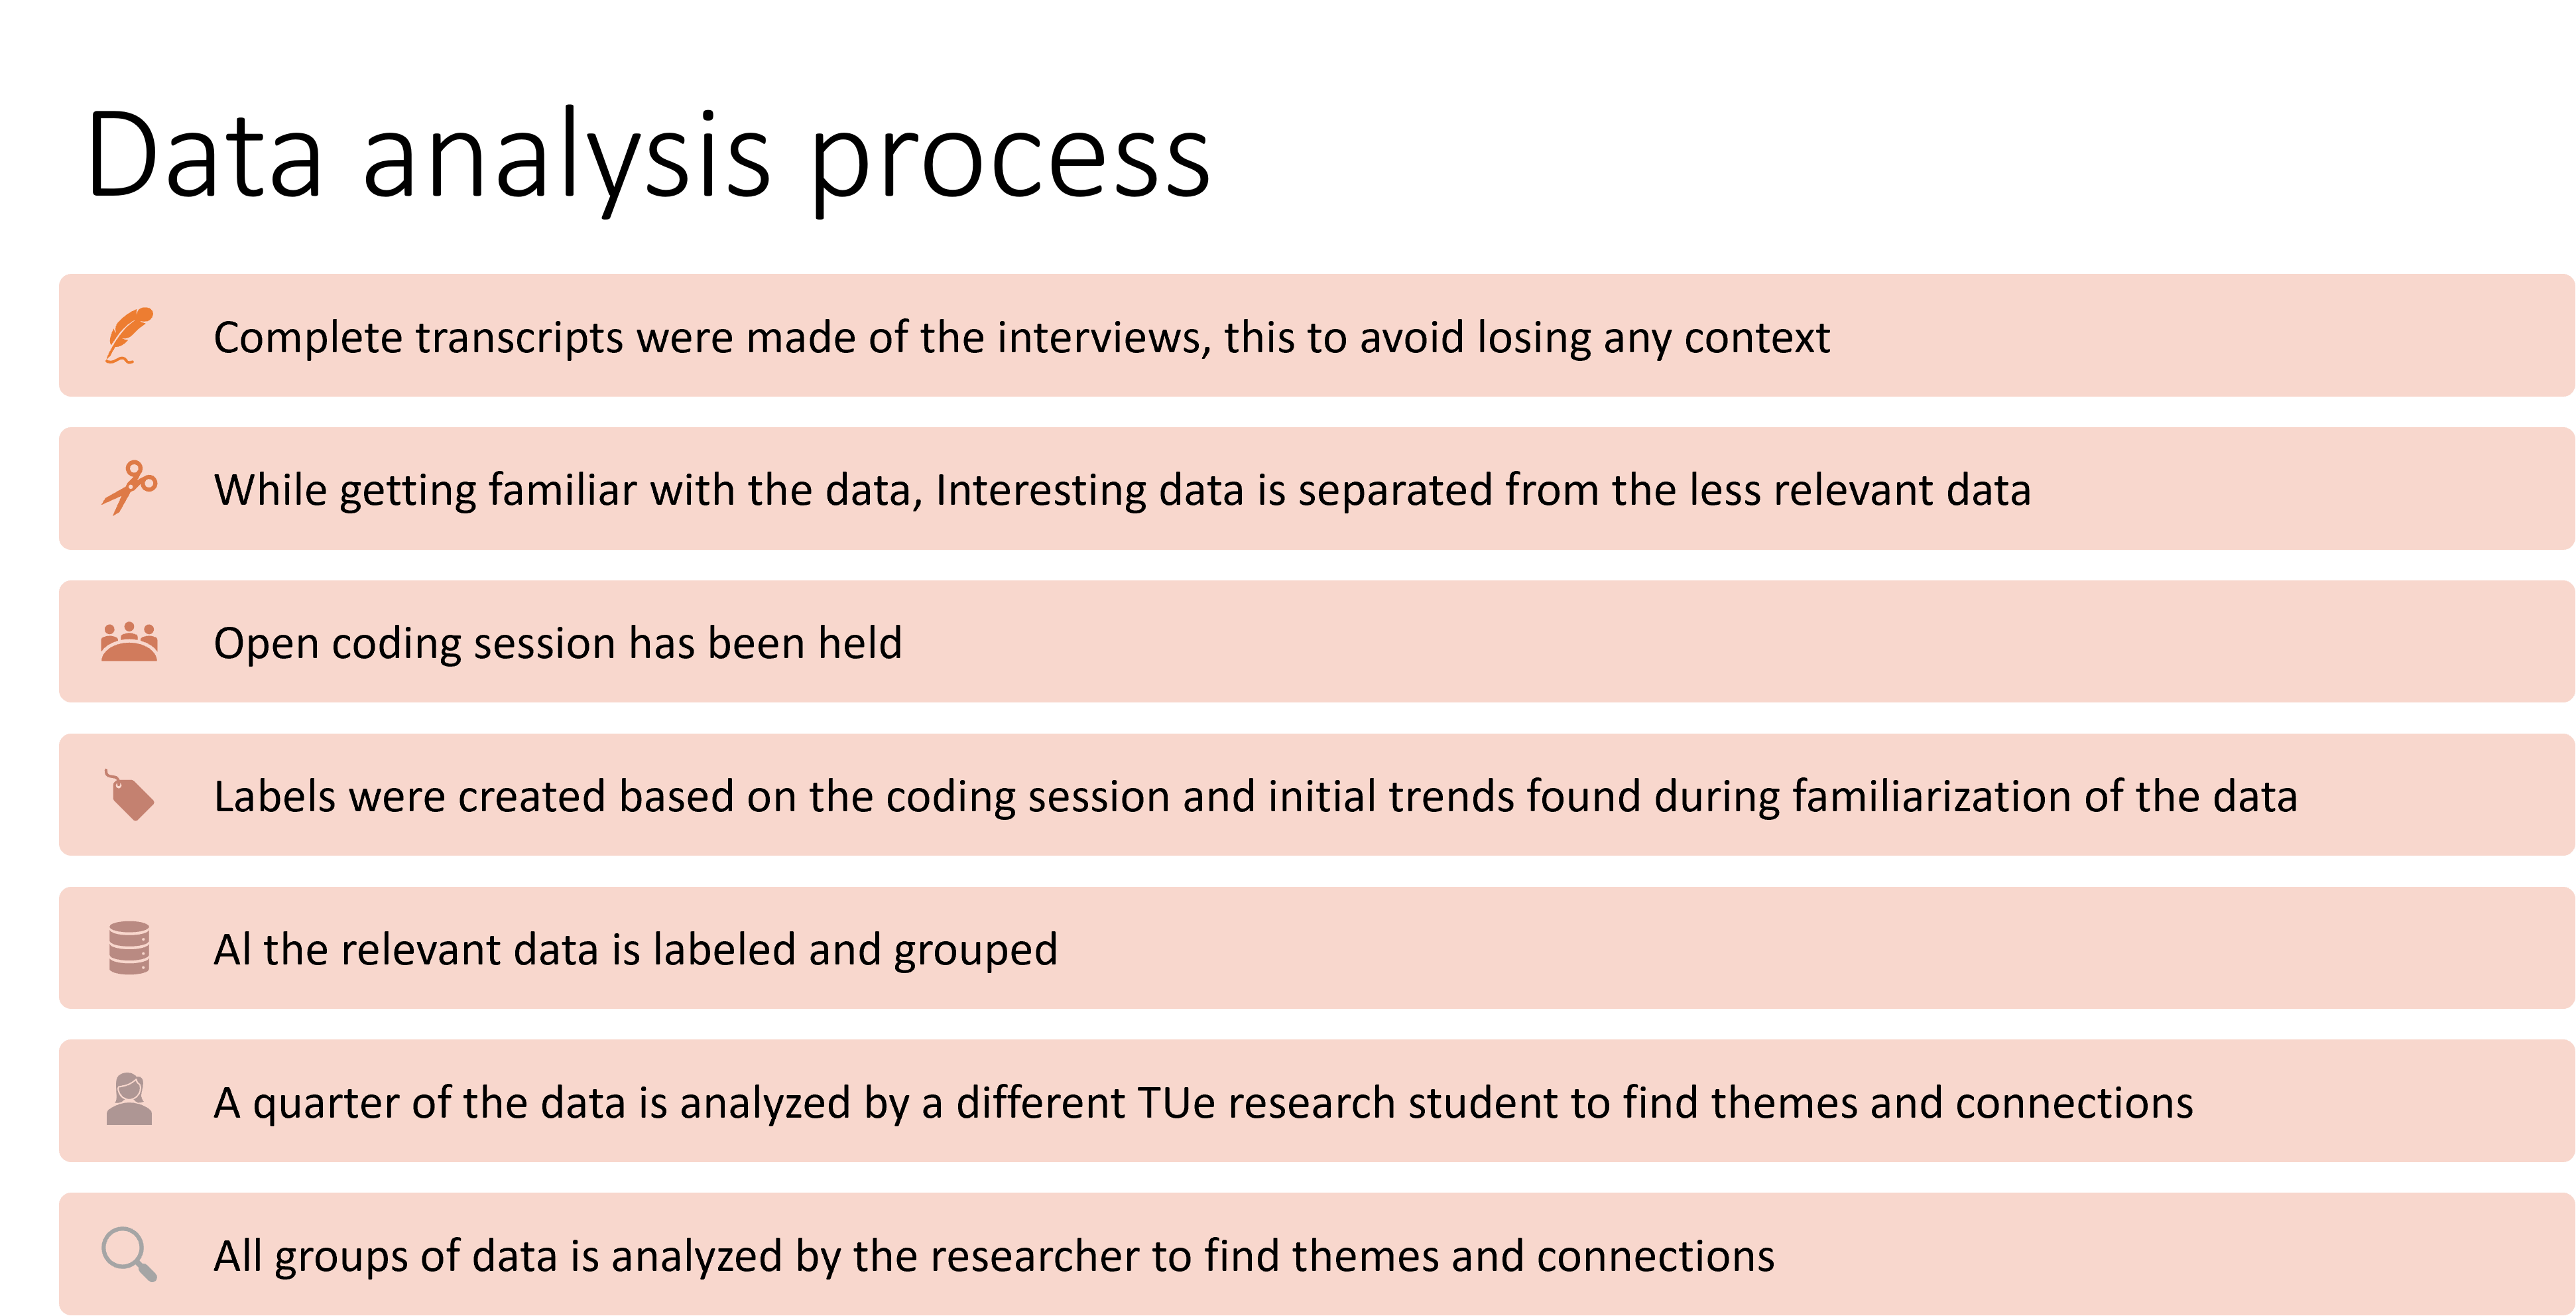 Data analysis process
Complete transcripts were made of the interviews, this to avoid losing any context
While getting familiar with the data, Interesting data is separated from the less relevant data
Open coding session has been held
Labels were created based on the coding session and initial trends found during familiarization of the data
Al the relevant data is labeled and grouped
A quarter of the data is analyzed by a different TUe research student to find themes and connections
All groups of data is analyzed by the researcher to find themes and connections